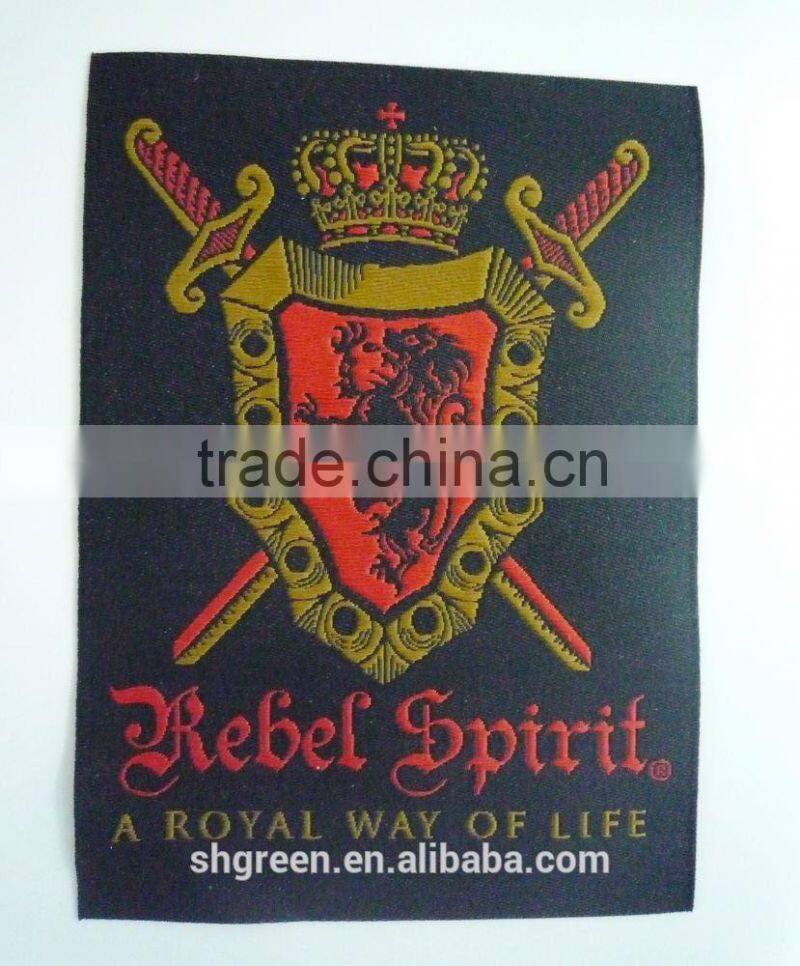 trade.china.cn
Rebel Spirit®
A ROYAL WAY OF LIFE
shgreen.en.alibaba.com